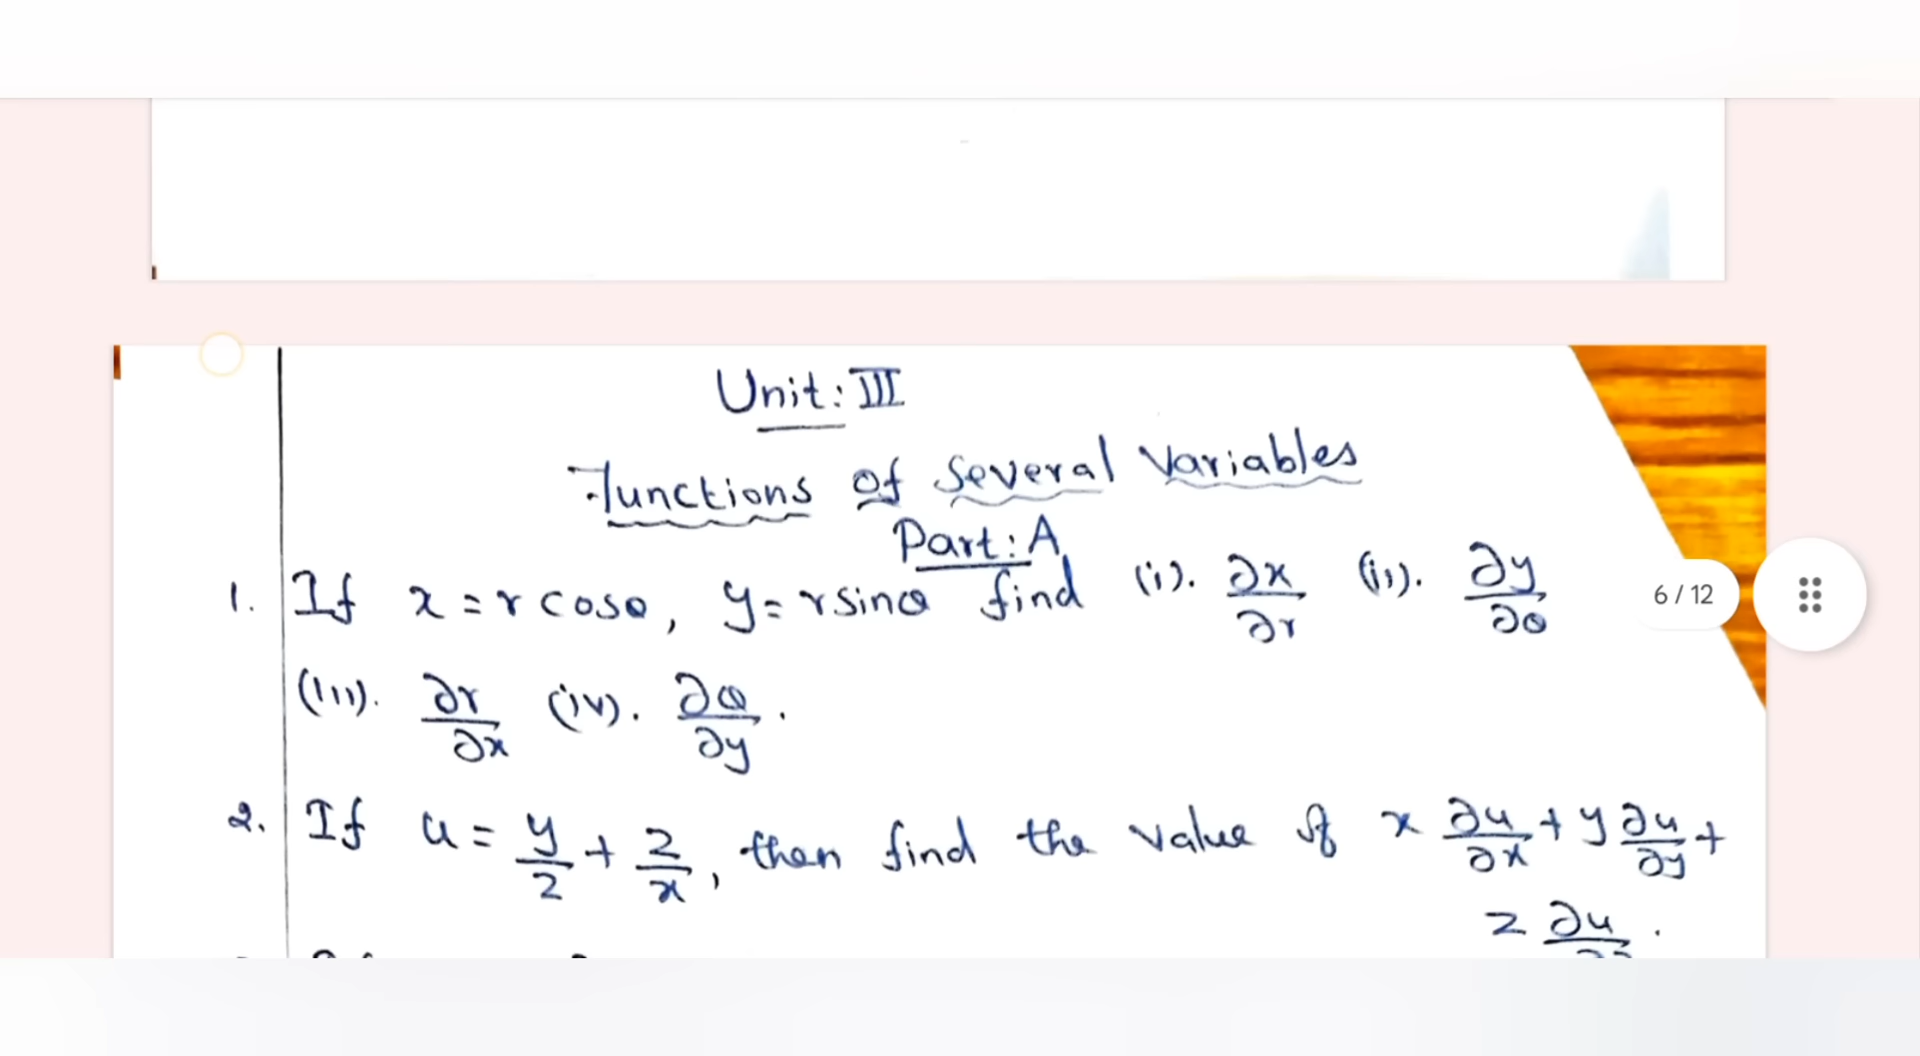 Unit: III
Functions of Several Variables
Part: A
1. If x = r cosθ, y = r sinθ find (i). ∂x/∂r (ii). ∂y/∂θ
6 / 12
(iii). ∂r/∂x (iv). ∂θ/∂y.
2. If u = y/z + z/x, then find the value of x ∂u/∂x + y ∂u/∂y +
z ∂u/∂z.